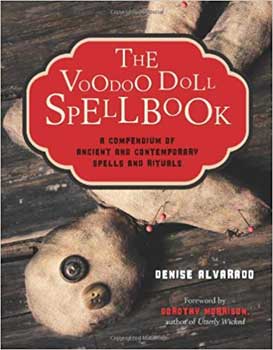 THE
VOODOO DOLL
SPELLBOOK
A COMPENDIUM OF
ANCIENT AND CONTEMPORARY
SPELLS AND RITUALS
DENISE ALVARADO
Foreword by
DOROTHY MORRISON,
author of Utterly Wicked